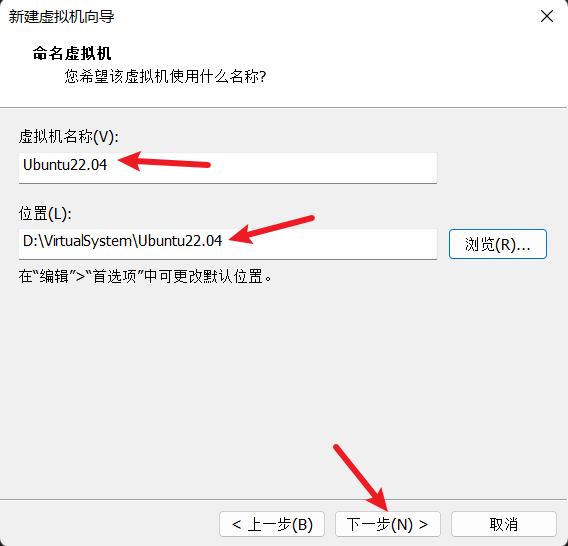 新建虚拟机向导
命名虚拟机
您希望该虚拟机使用什么名称?
虚拟机名称(V):
Ubuntu22.04
位置(L):
D:\VirtualSystem\Ubuntu22.04
浏览(R)...
在“编辑”>“首选项”中可更改默认位置。
< 上一步(B) 下一步(N) > 取消